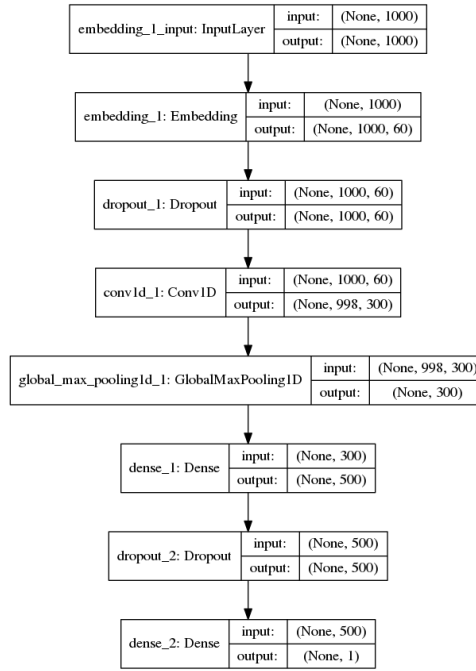 embedding_1_input: InputLayer
input: (None, 1000)
output: (None, 1000)
embedding_1: Embedding
input: (None, 1000)
output: (None, 1000, 60)
dropout_1: Dropout
input: (None, 1000, 60)
output: (None, 1000, 60)
conv1d_1: Conv1D
input: (None, 1000, 60)
output: (None, 998, 300)
global_max_pooling1d_1: GlobalMaxPooling1D
input: (None, 998, 300)
output: (None, 300)
dense_1: Dense
input: (None, 300)
output: (None, 500)
dropout_2: Dropout
input: (None, 500)
output: (None, 500)
dense_2: Dense
input: (None, 500)
output: (None, 1)